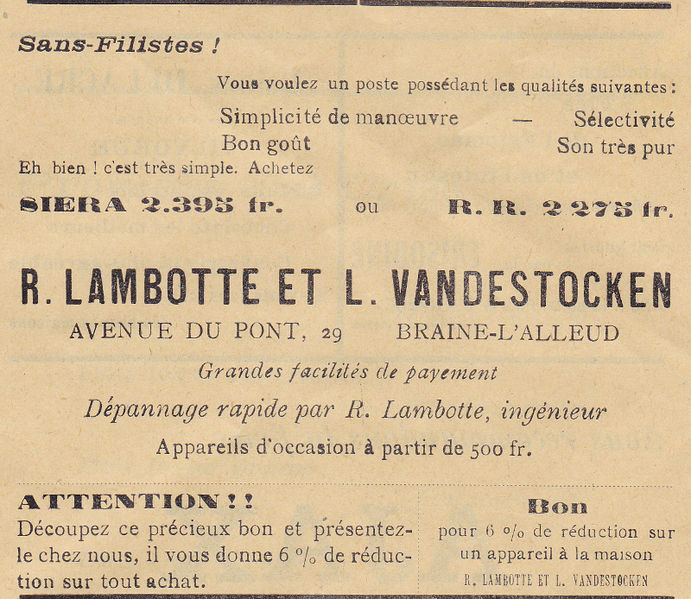 Sans-Filistes !
Vous voulez un poste possédant les qualités suivantes :
Simplicité de manœuvre — Sélectivité
Bon goût Son très pur
Eh bien ! c'est très simple. Achetez
SIERA 2.395 fr. ou R. R. 2 275 fr.
R. LAMBOTTE ET L. VANDESTOCKEN
AVENUE DU PONT, 29 BRAINE-L'ALLEUD
Grandes facilités de payement
Dépannage rapide par R. Lambotte, ingénieur
Appareils d'occasion à partir de 500 fr.
ATTENTION ! !
Découpez ce précieux bon et présentez-
le chez nous, il vous donne 6 % de réduc-
tion sur tout achat.
Bon
pour 6 % de réduction sur
un appareil à la maison
R. LAMBOTTE ET L. VANDESTOCKEN